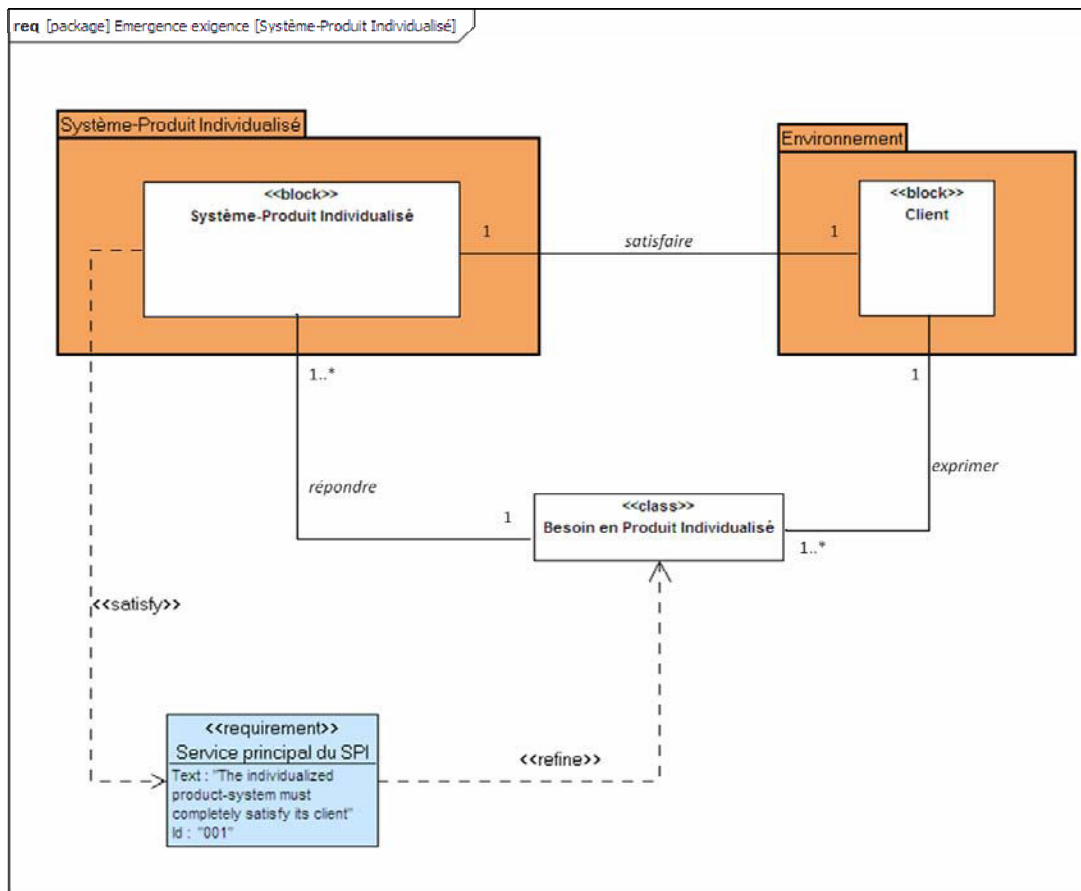 req [package] Emergence exigence [Système-Produit Individualisé]
Système-Produit Individualisé
<<block>>
Système-Produit Individualisé
Environnement
<<block>>
Client
1
satisfaire
1
1..*
1
répondre
exprimer
1
<<class>>
Besoin en Produit Individualisé
1..*
<<satisfy>>
<<requirement>>
Service principal du SPI
Text : "The individualized
product-system must
completely satisfy its client"
Id : "001"
<<refine>>